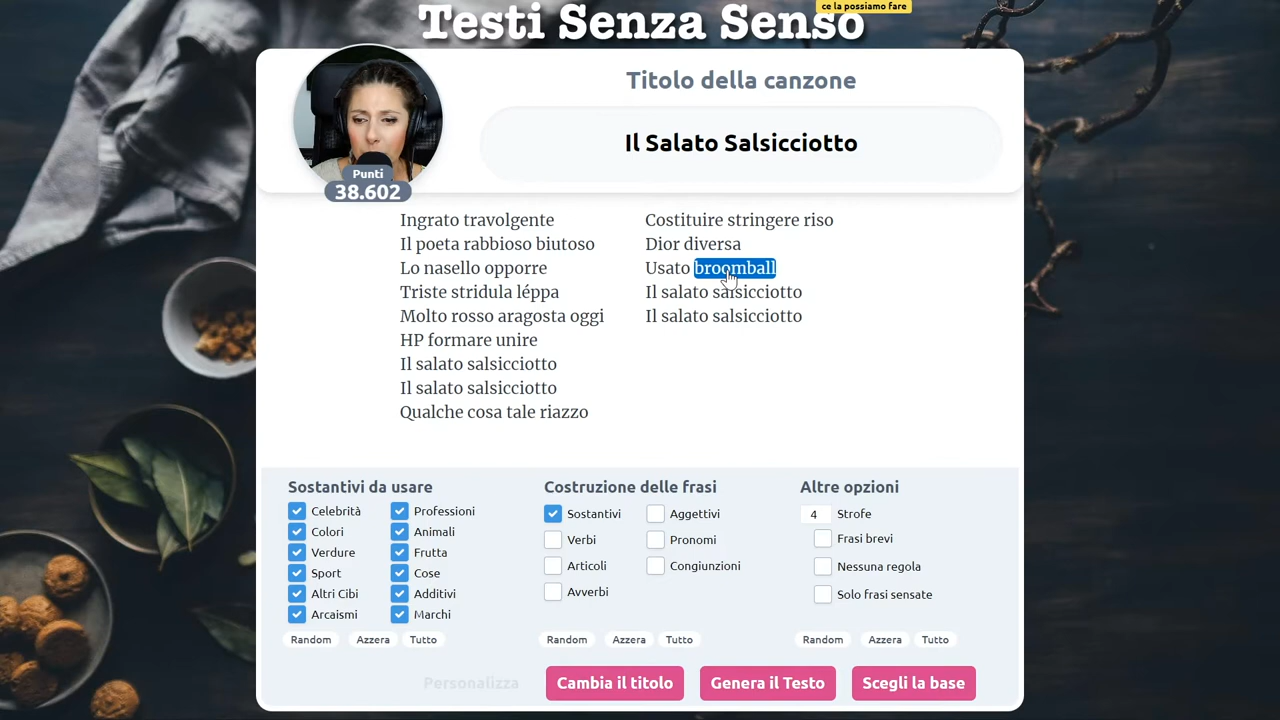 ce la possiamo fare
Testi Senza Senso
Titolo della canzone
Il Salato Salsicciotto
Punti
38.602
Ingrato travolgente
Il poeta rabbioso biutoso
Lo nasello opporre
Triste stridula léppa
Molto rosso aragosta oggi
HP formare unire
Il salato salsicciotto
Il salato salsicciotto
Qualche cosa tale riazzo
Costituire stringere riso
Dior diversa
Usato broomball
Il salato salsicciotto
Il salato salsicciotto
Sostantivi da usare
Celebrità
Professioni
Colori
Animali
Verdure
Frutta
Sport
Cose
Altri Cibi
Additivi
Arcaismi
Marchi
Random
Azzera
Tutto
Costruzione delle frasi
Sostantivi
Aggettivi
Verbi
Pronomi
Articoli
Congiunzioni
Avverbi
Random
Azzera
Tutto
Altre opzioni
4 Strofe
Frasi brevi
Nessuna regola
Solo frasi sensate
Random
Azzera
Tutto
Personalizza
Cambia il titolo
Genera il Testo
Scegli la base